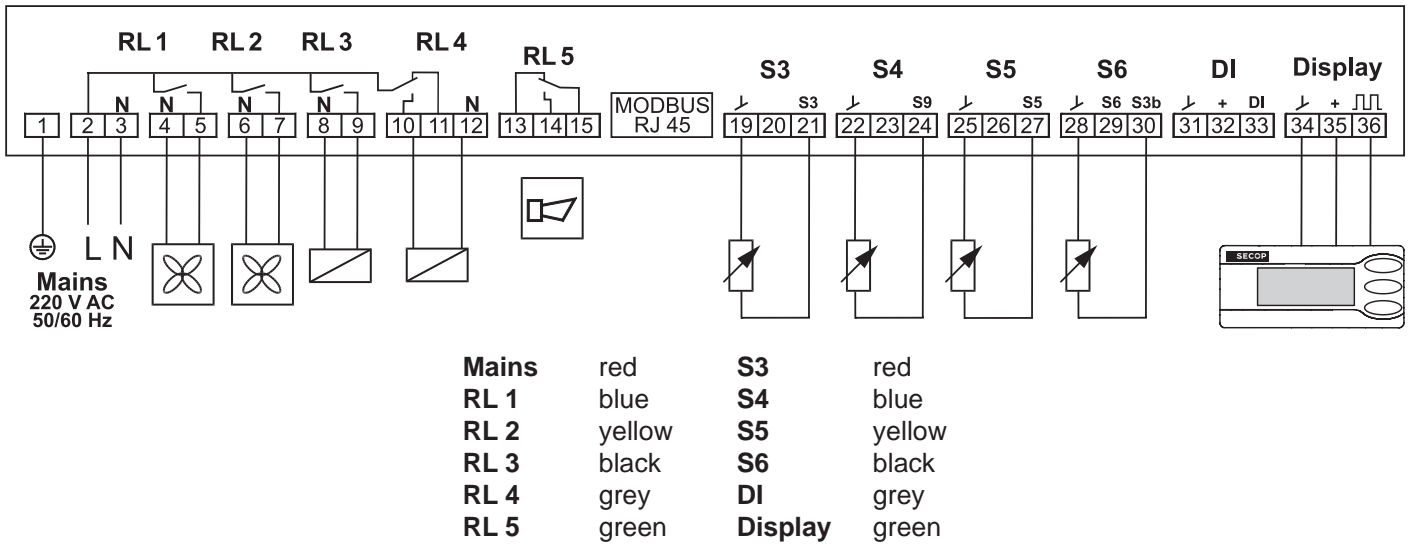 RL 1 RL 2 RL 3 RL 4 RL 5 S3 S4 S5 S6 DI Display
N N N N N S3 S9 S5 S6 S3b + DI +
1 2 3 4 5 6 7 8 9 10 11 12 13 14 15 MODBUS RJ 45 19 20 21 22 23 24 25 26 27 28 29 30 31 32 33 34 35 36
L N
Mains
220 V AC
50/60 Hz
SECOP
Mains red S3 red
RL 1 blue S4 blue
RL 2 yellow S5 yellow
RL 3 black S6 black
RL 4 grey DI grey
RL 5 green Display green